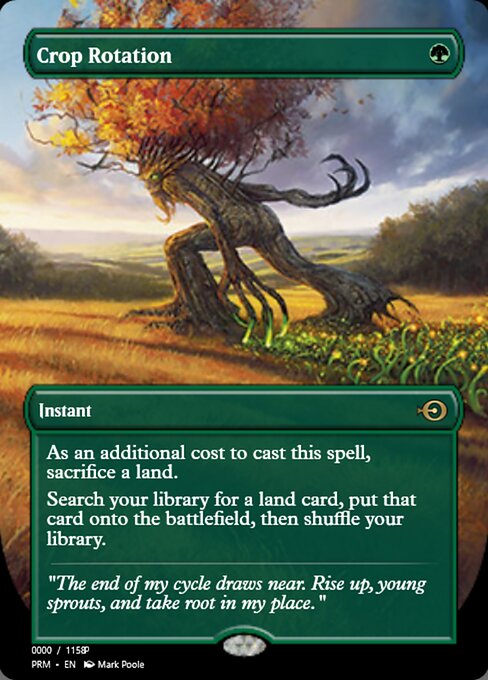 Crop Rotation
Instant
As an additional cost to cast this spell,
sacrifice a land.
Search your library for a land card, put that
card onto the battlefield, then shuffle your
library.
"The end of my cycle draws near. Rise up, young
sprouts, and take root in my place."
0000 / 1158P
PRM • EN Mark Poole